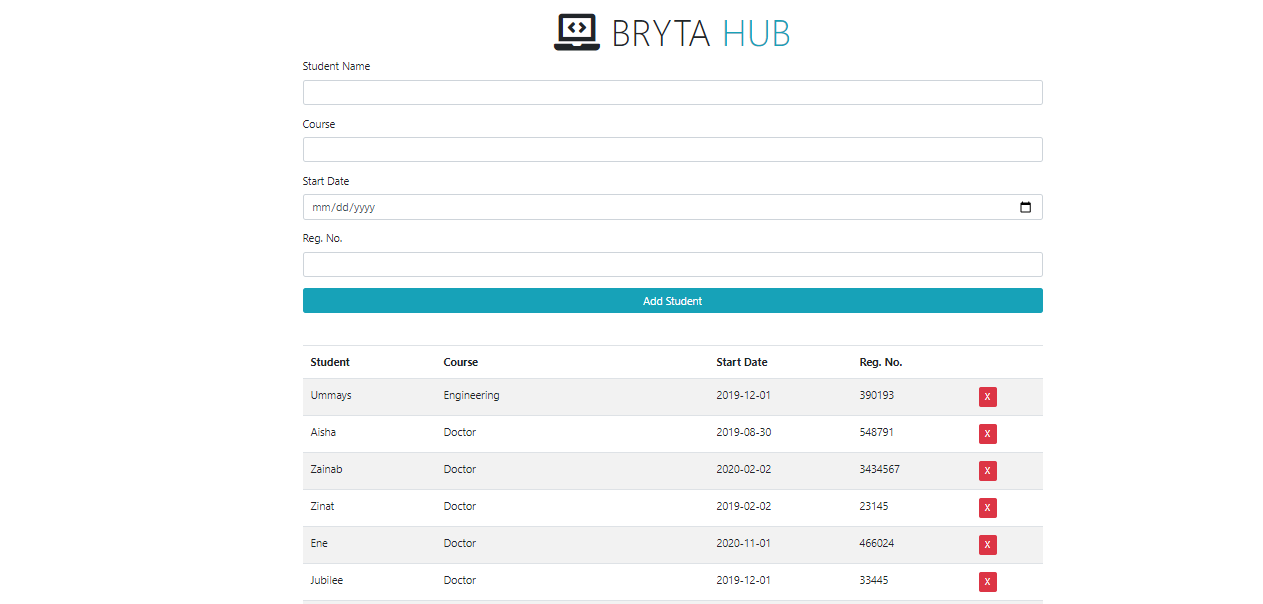 BRYTA HUB
Student Name
Course
Start Date
mm/dd/yyyy
Reg. No.
Add Student
Student Course Start Date Reg. No.
Ummays Engineering 2019-12-01 390193 X
Aisha Doctor 2019-08-30 548791 X
Zainab Doctor 2020-02-02 3434567 X
Zinat Doctor 2019-02-02 23145 X
Ene Doctor 2020-11-01 466024 X
Jubilee Doctor 2019-12-01 33445 X